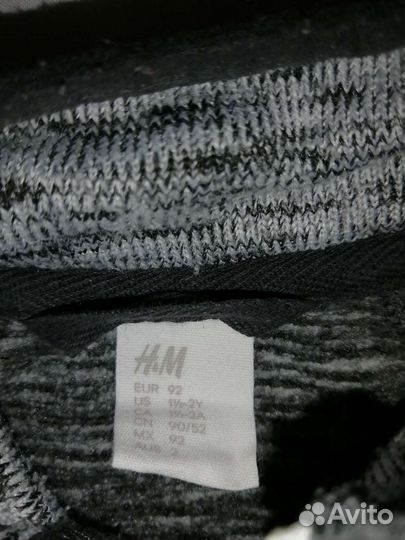 H&M
EUR 92
US 1½-2Y
CA 1½-2A
CN 90/52
MX 92
AUS 2
Avito